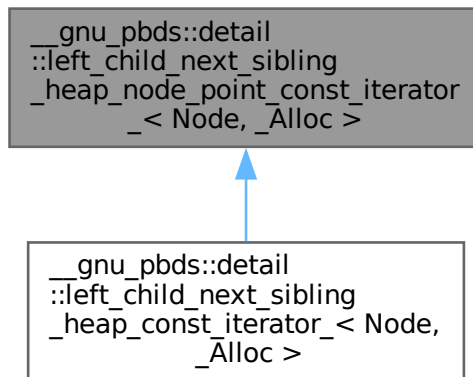 __gnu_pbds::detail
::left_child_next_sibling
_heap_node_point_const_iterator
_< Node, _Alloc >
__gnu_pbds::detail
::left_child_next_sibling
_heap_const_iterator_< Node,
_Alloc >